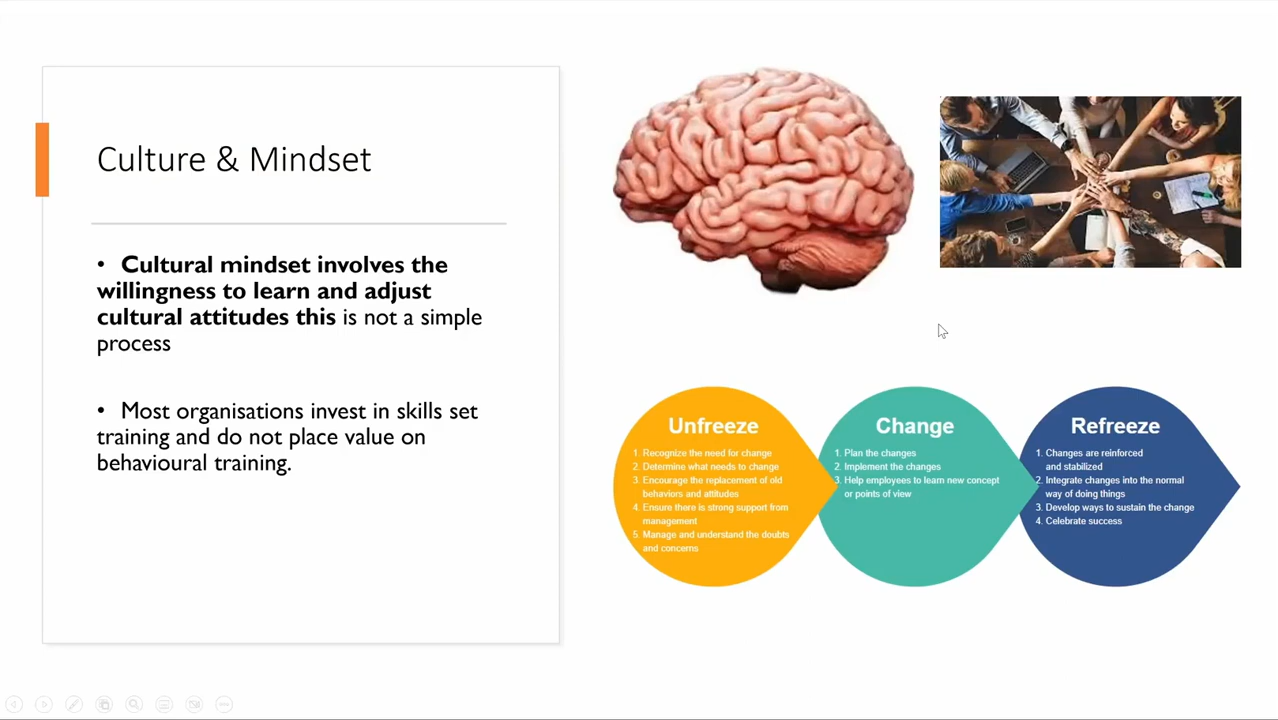 Culture & Mindset
• Cultural mindset involves the
willingness to learn and adjust
cultural attitudes this is not a simple
process
• Most organisations invest in skills set
training and do not place value on
behavioural training.
Unfreeze
1. Recognize the need for change
2. Determine what needs to change
3. Encourage the replacement of old
behaviors and attitudes
4. Ensure there is strong support from
management
5. Manage and understand the doubts
and concerns
Change
1. Plan the changes
2. Implement the changes
3. Help employees to learn new concept
or points of view
Refreeze
1. Changes are reinforced
and stabilized
2. Integrate changes into the normal
way of doing things
3. Develop ways to sustain the change
4. Celebrate success